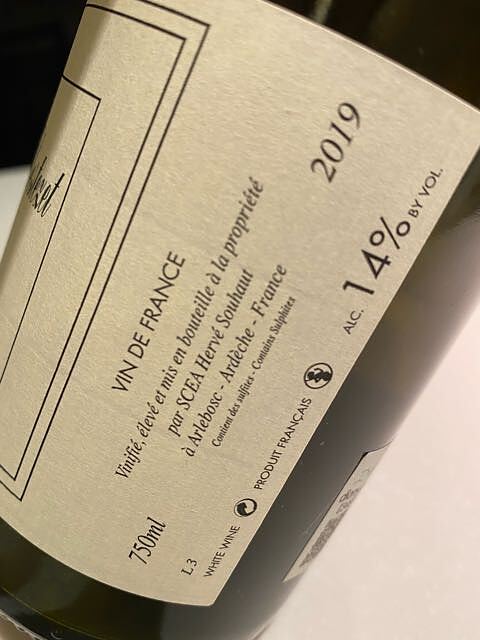 2019
VIN DE FRANCE
Vinifié, élevé et mis en bouteille à la propriété
par SCEA Hervé Souhaut
à Arlebosc - Ardèche - France
Contient des sulfites - Contains Sulphites
ALC. 14% BY VOL.
750ml
L 3
WHITE WINE
PRODUIT FRANÇAIS